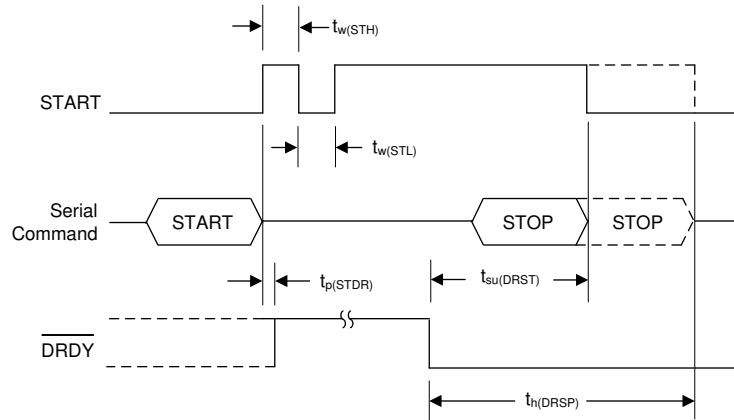 tw(STH)
START
tw(STL)
Serial
Command
START
STOP
STOP
tp(STDR)
tsu(DRST)
DRDY
th(DRSP)